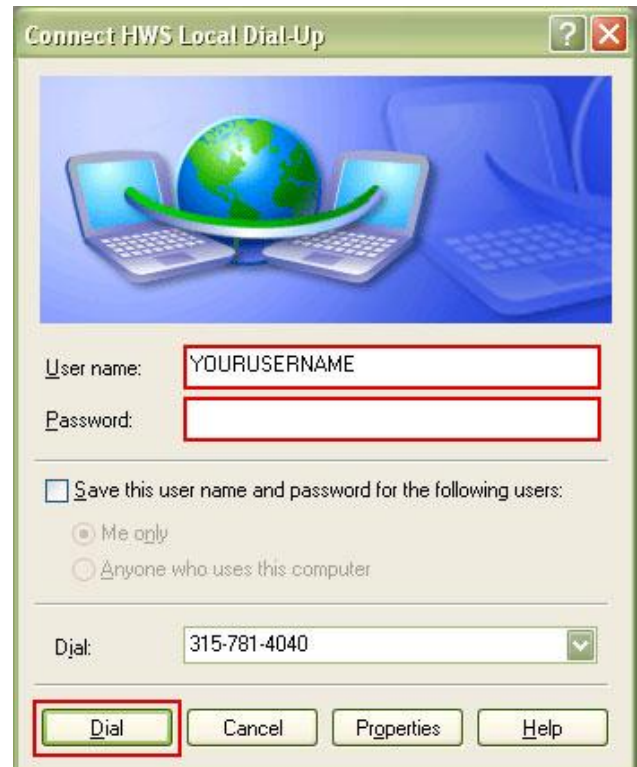 Connect HWS Local Dial-Up
User name: YOURUSERNAME
Password:
Save this user name and password for the following users:
Me only
Anyone who uses this computer
Dial: 315-781-4040
Dial Cancel Properties Help